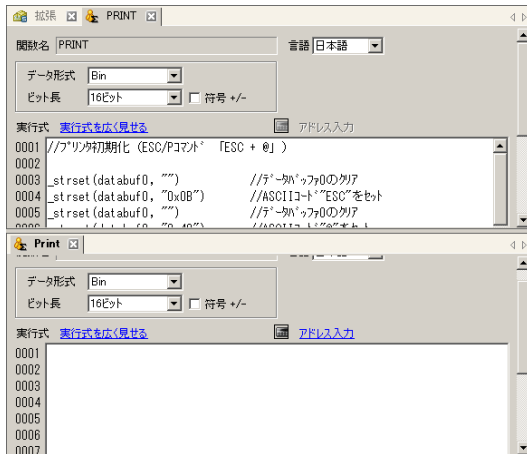 拡張 PRINT
関数名 PRINT 言語 日本語
データ形式 Bin
ビット長 16ビット 符号 +/-
実行式 実行式を広く見せる アドレス入力
0001 //ﾌﾟﾘﾝﾀ初期化 (ESC/Pｺﾏﾝﾄﾞ 「ESC + @」)
0002
0003 _strset(databuf0, "") //ﾃﾞｰﾀﾊﾞｯﾌｧ0のｸﾘｱ
0004 _strset(databuf0, "0x0B") //ASCIIｺｰﾄﾞ"ESC"をｾｯﾄ
0005 _strset(databuf0, "") //ﾃﾞｰﾀﾊﾞｯﾌｧ0のｸﾘｱ
Print
データ形式 Bin
ビット長 16ビット 符号 +/-
実行式 実行式を広く見せる アドレス入力
0001
0002
0003
0004
0005
0006
0007